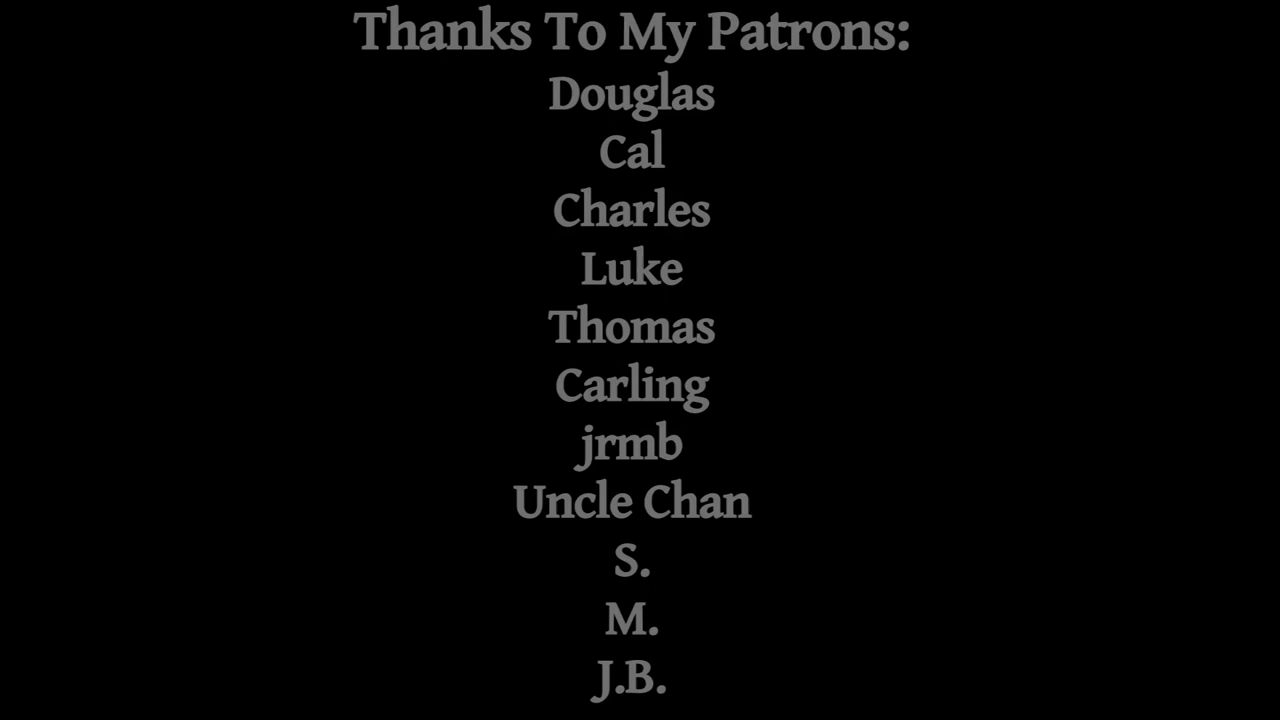 Thanks To My Patrons:
Douglas
Cal
Charles
Luke
Thomas
Carling
jrmb
Uncle Chan
S.
M.
J.B.